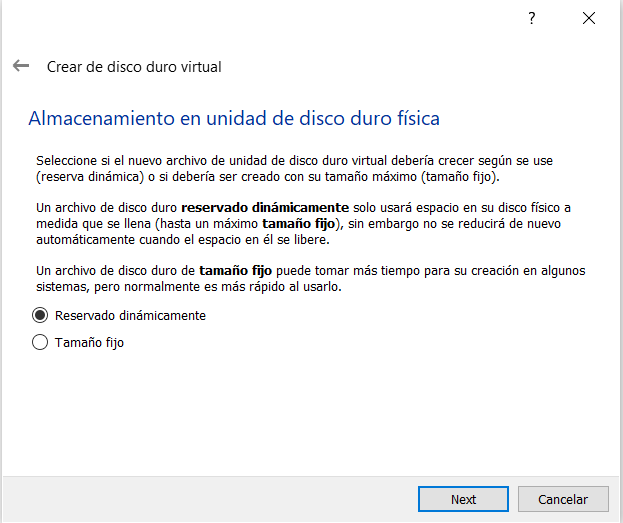 ?
Crear de disco duro virtual
Almacenamiento en unidad de disco duro física
Seleccione si el nuevo archivo de unidad de disco duro virtual debería crecer según se use
(reserva dinámica) o si debería ser creado con su tamaño máximo (tamaño fijo).
Un archivo de disco duro reservado dinámicamente solo usará espacio en su disco físico a
medida que se llena (hasta un máximo tamaño fijo), sin embargo no se reducirá de nuevo
automáticamente cuando el espacio en él se libere.
Un archivo de disco duro de tamaño fijo puede tomar más tiempo para su creación en algunos
sistemas, pero normalmente es más rápido al usarlo.
Reservado dinámicamente
Tamaño fijo
Next
Cancelar